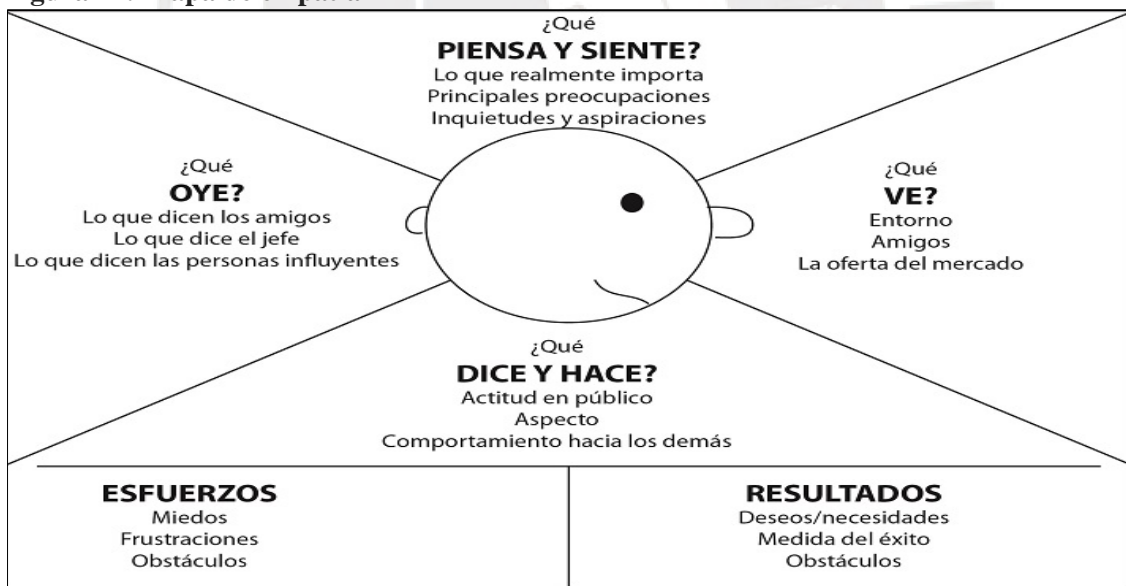 ¿Qué
PIENSA Y SIENTE?
Lo que realmente importa
Principales preocupaciones
Inquietudes y aspiraciones
¿Qué
OYE?
Lo que dicen los amigos
Lo que dice el jefe
Lo que dicen las personas influyentes
¿Qué
VE?
Entorno
Amigos
La oferta del mercado
¿Qué
DICE Y HACE?
Actitud en público
Aspecto
Comportamiento hacia los demás
ESFUERZOS
Miedos
Frustraciones
Obstáculos
RESULTADOS
Deseos/necesidades
Medida del éxito
Obstáculos